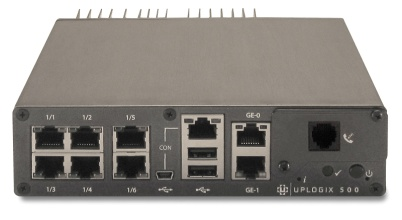 1/1 1/2 1/5 GE-0
CON
1/3 1/4 1/6 GE-1 UPLOGIX 500